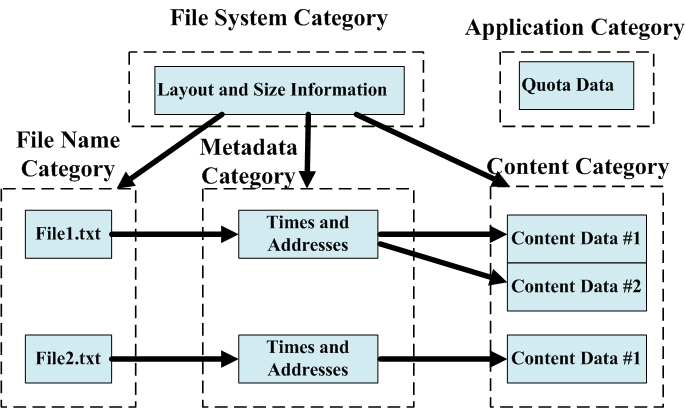 File System Category
Application Category
Layout and Size Information
Quota Data
File Name
Category
Metadata
Category
Content Category
File1.txt
Times and
Addresses
Content Data #1
Content Data #2
File2.txt
Times and
Addresses
Content Data #1